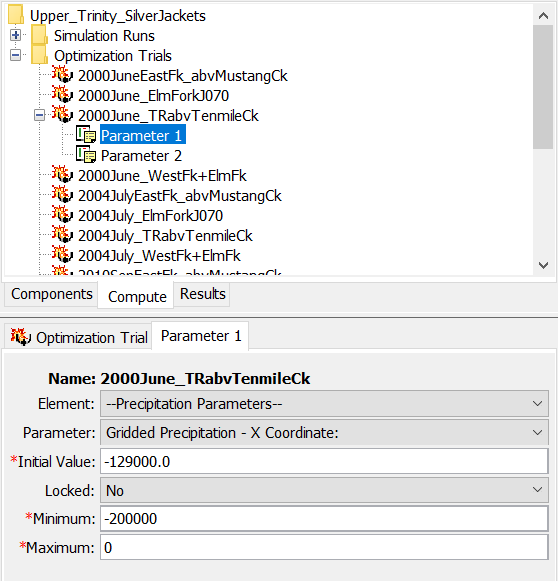 Upper_Trinity_SilverJackets
Simulation Runs
Optimization Trials
2000JuneEastFk_abvMustangCk
2000June_ElmForkJ070
2000June_TRabvTenmileCk
Parameter 1
Parameter 2
2000June_WestFk+ElmFk
2004JulyEastFk_abvMustangCk
2004July_ElmForkJ070
2004July_TRabvTenmileCk
2004July_WestFk+ElmFk
2010SepEastFk_abvMustangCk
Components Compute Results
Optimization Trial Parameter 1
Name: 2000June_TRabvTenmileCk
Element: --Precipitation Parameters--
Parameter: Gridded Precipitation - X Coordinate:
*Initial Value: -129000.0
Locked: No
*Minimum: -200000
*Maximum: 0